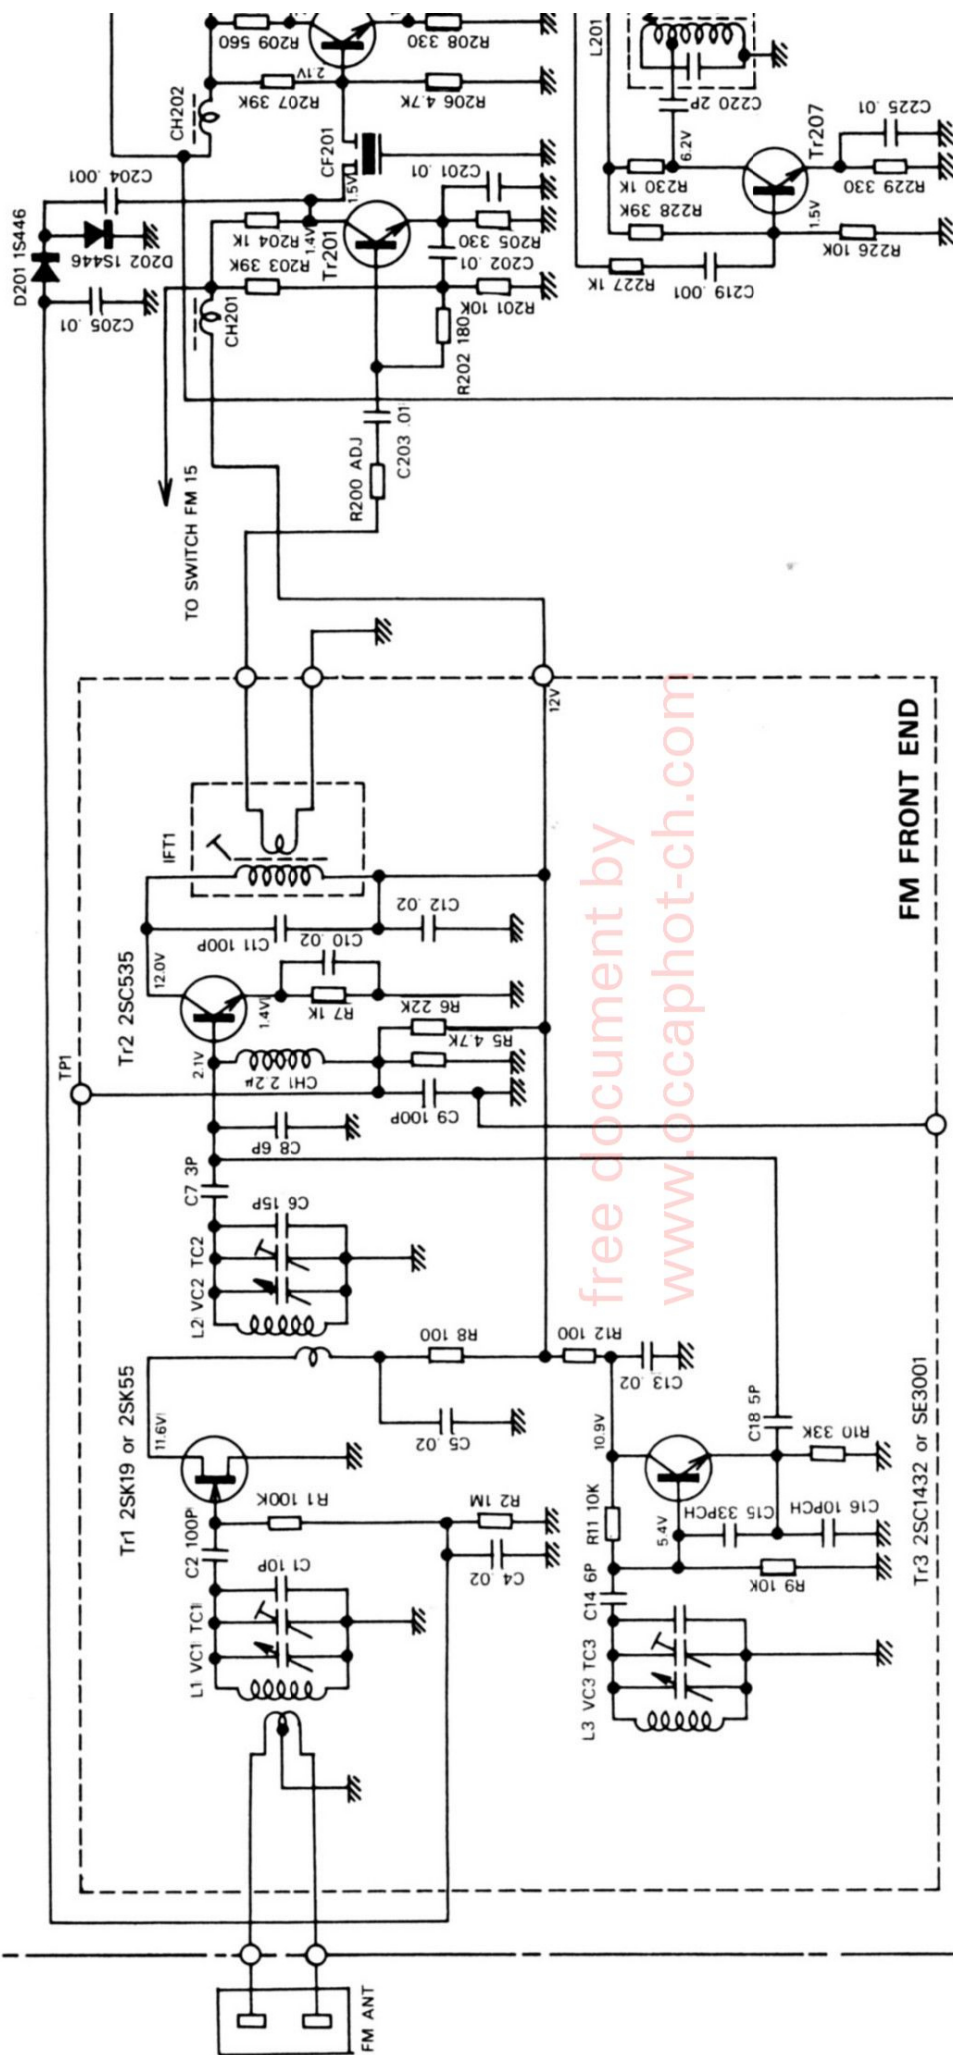 R209 560
R208 330
2.1V
R207 39K
R206 4.7K
CH202
CF201
C204 .001
1.5V
C201 .01
D202 1S446
D201 1S446
R204 1K
1.4V
Tr201
R205 330
R203 39K
C202 .01
R201 10K
C205 .01
CH201
R202 180
L201
C220 2P
6.2V
Tr207
C225 .01
R230 1K
R229 330
R228 39K
1.5V
R226 10K
R227 1K
C219 .001
TO SWITCH FM 15
R200 ADJ
C203 .01
12V
FM FRONT END
IFT1
C11 100P
C12 .02
12.0V
C10 .02
Tr2 2SC535
1.4V
R7 1K
R6 22K
R5 4.7K
TP1
2.1V
CH1 2.2μ
C9 100P
C8 6P
C7 3P
C6 15P
L2 VC2 TC2
R8 100
R12 100
C13 .02
C5 .02
11.6V
Tr1 2SK19 or 2SK55
R1 100K
R2 1M
C4 .02
C2 100P
C1 10P
L1 VC1 TC1
10.9V
C18 5P
R10 33K
R11 10K
5.4V
C15 33PCH
C16 10PCH
R9 10K
C14 6P
L3 VC3 TC3
Tr3 2SC1432 or SE3001
FM ANT
free document by
www.occaphot-ch.com